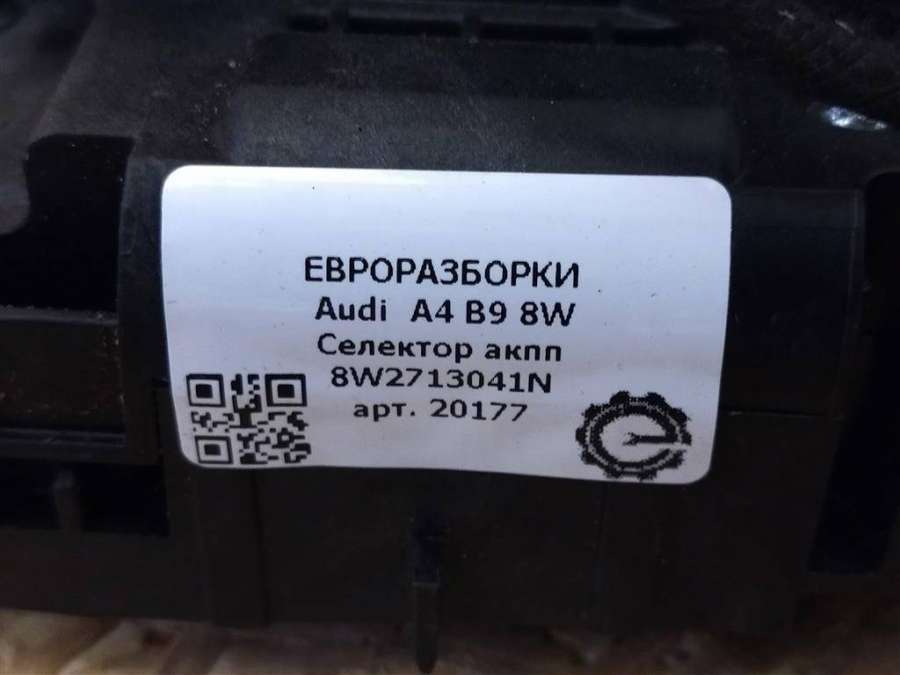 ЕВРОРАЗБОРКИ
Audi A4 B9 8W
Селектор акпп
8W2713041N
арт. 20177